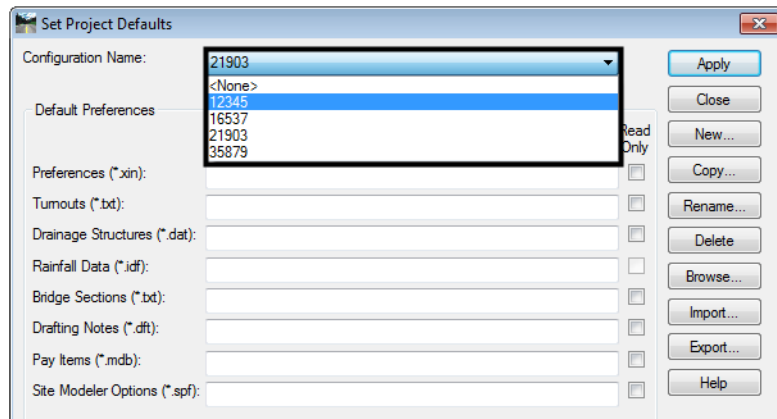 Set Project Defaults
Configuration Name:
21903
<None>
12345
16537
21903
35879
Default Preferences
Read
Only
Preferences (*.xin):
Turnouts (*.txt):
Drainage Structures (*.dat):
Rainfall Data (*.idf):
Bridge Sections (*.txt):
Drafting Notes (*.dft):
Pay Items (*.mdb):
Site Modeler Options (*.spf):
Apply
Close
New...
Copy...
Rename...
Delete
Browse...
Import...
Export...
Help